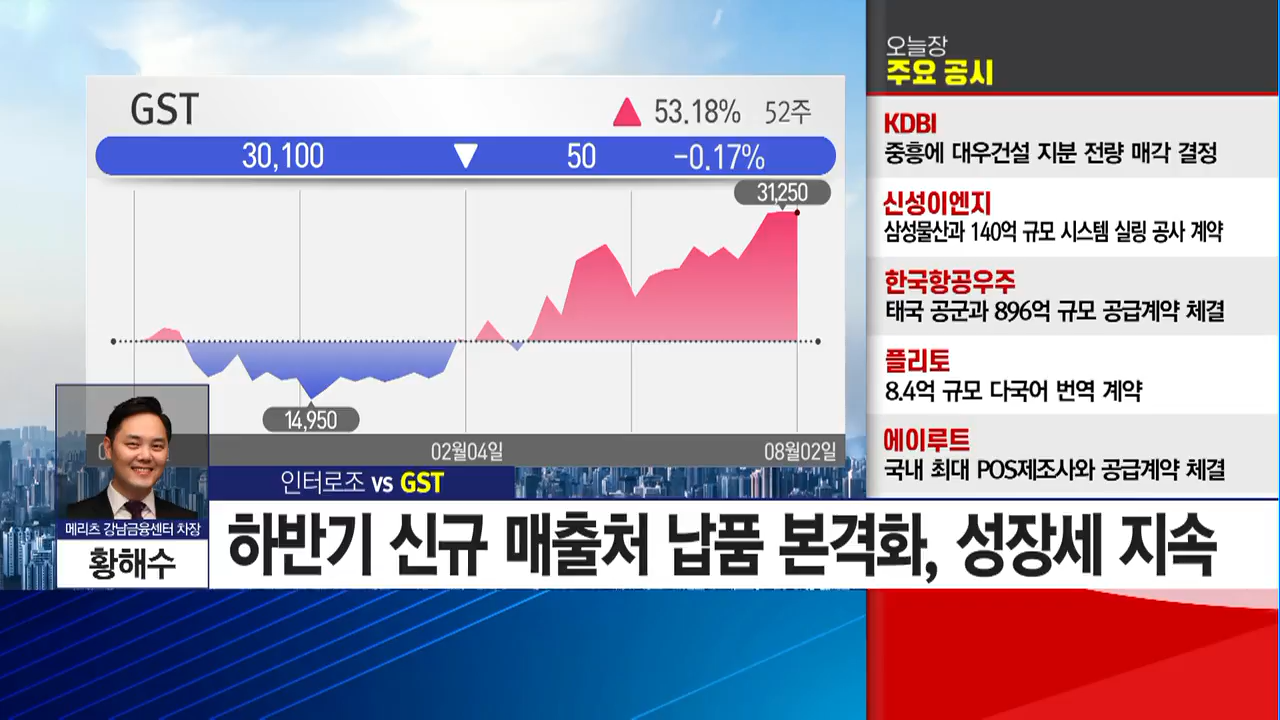 GST
▲ 53.18% 52주
30,100 ▼ 50 -0.17%
31,250
14,950
02월04일
08월02일
인터로조 vs GST
메리츠 강남금융센터 차장
황해수
하반기 신규 매출처 납품 본격화, 성장세 지속
오늘장
주요 공시
KDBI
중흥에 대우건설 지분 전량 매각 결정
신성이엔지
삼성물산과 140억 규모 시스템 실링 공사 계약
한국항공우주
태국 공군과 896억 규모 공급계약 체결
플리토
8.4억 규모 다국어 번역 계약
에이루트
국내 최대 POS제조사와 공급계약 체결